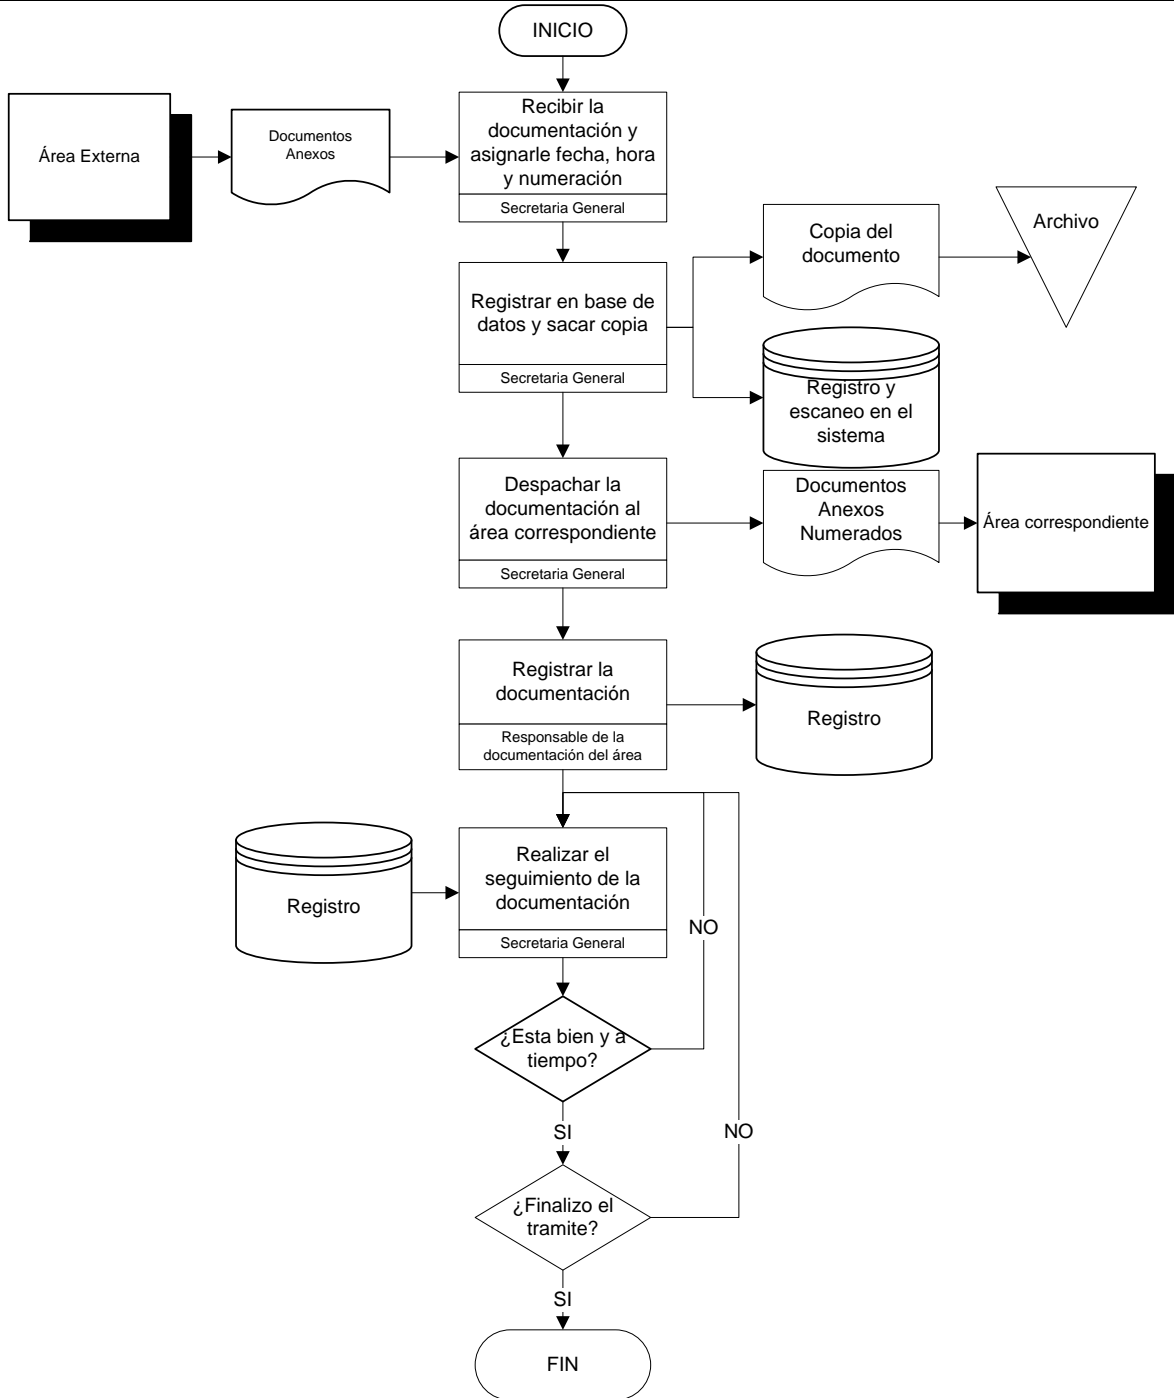 INICIO
Área Externa
Documentos
Anexos
Recibir la
documentación y
asignarle fecha, hora
y numeración
Secretaria General
Registrar en base de
datos y sacar copia
Secretaria General
Copia del
documento
Archivo
Registro y
escaneo en el
sistema
Despachar la
documentación al
área correspondiente
Secretaria General
Documentos
Anexos
Numerados
Área correspondiente
Registrar la
documentación
Responsable de la
documentación del área
Registro
Registro
Realizar el
seguimiento de la
documentación
Secretaria General
NO
¿Esta bien y a
tiempo?
SI
NO
¿Finalizo el
tramite?
SI
FIN